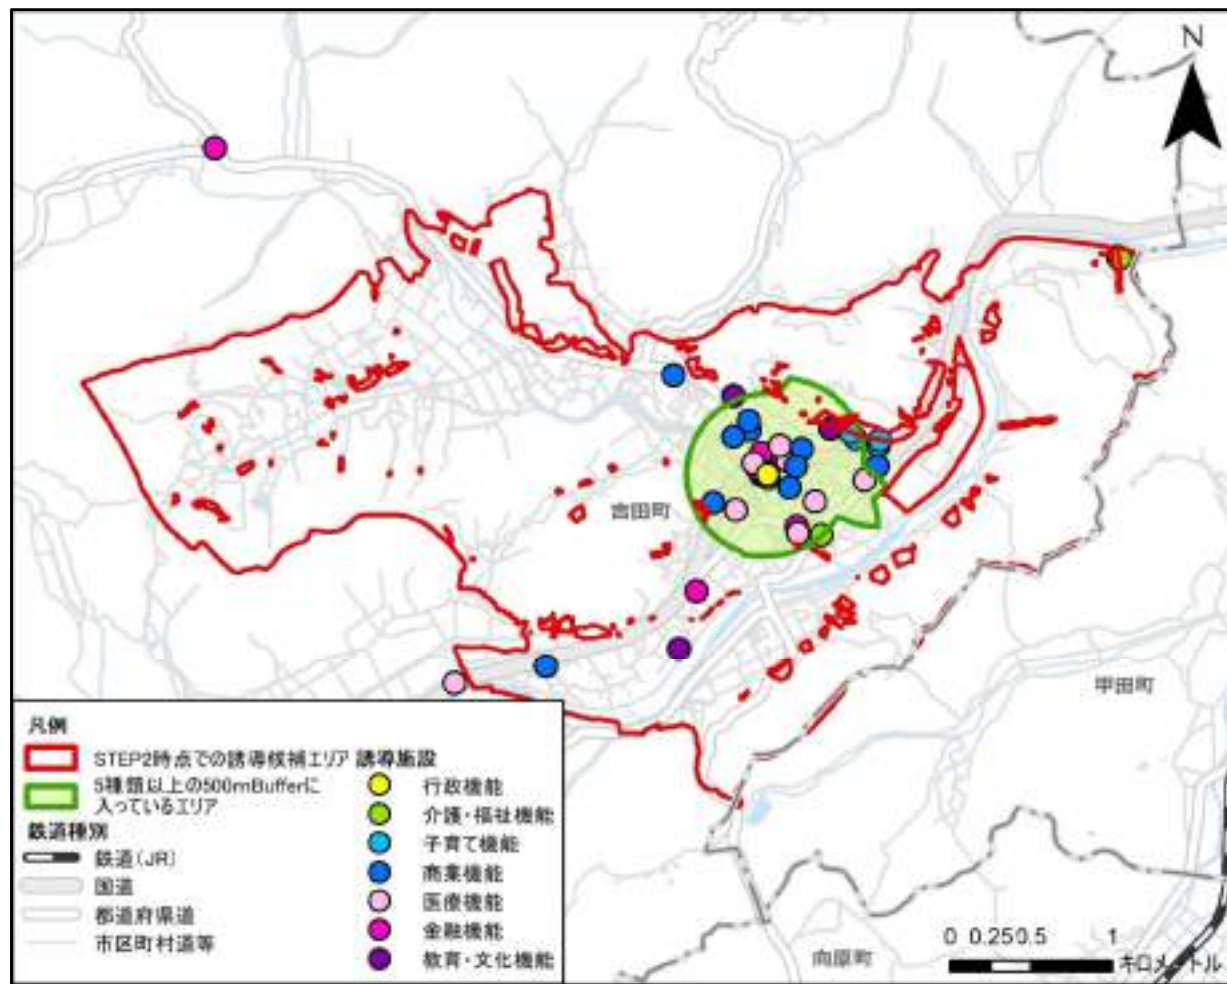 N
吉田町
甲田町
向原町
凡例
STEP2時点での誘導候補エリア
5種類以上の500mBufferに
入っているエリア
鉄道種別
鉄道(JR)
国道
都道府県道
市区町村道等
誘導施設
行政機能
介護・福祉機能
子育て機能
商業機能
医療機能
金融機能
教育・文化機能
0 0.25 0.5 1
キロメートル